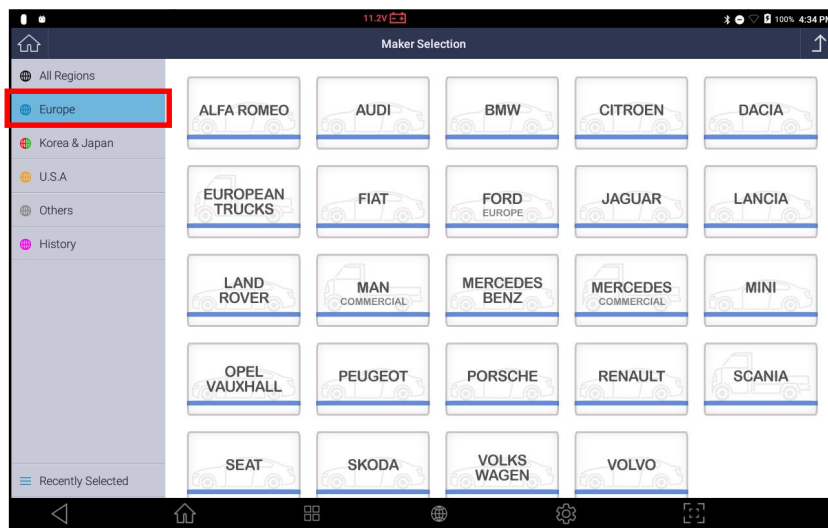 11.2V
100% 4:34 PM
Maker Selection
All Regions
Europe
Korea & Japan
U.S.A
Others
History
Recently Selected
ALFA ROMEO
AUDI
BMW
CITROEN
DACIA
EUROPEAN
TRUCKS
FIAT
FORD
EUROPE
JAGUAR
LANCIA
LAND
ROVER
MAN
COMMERCIAL
MERCEDES
BENZ
MERCEDES
COMMERCIAL
MINI
OPEL
VAUXHALL
PEUGEOT
PORSCHE
RENAULT
SCANIA
SEAT
SKODA
VOLKS
WAGEN
VOLVO